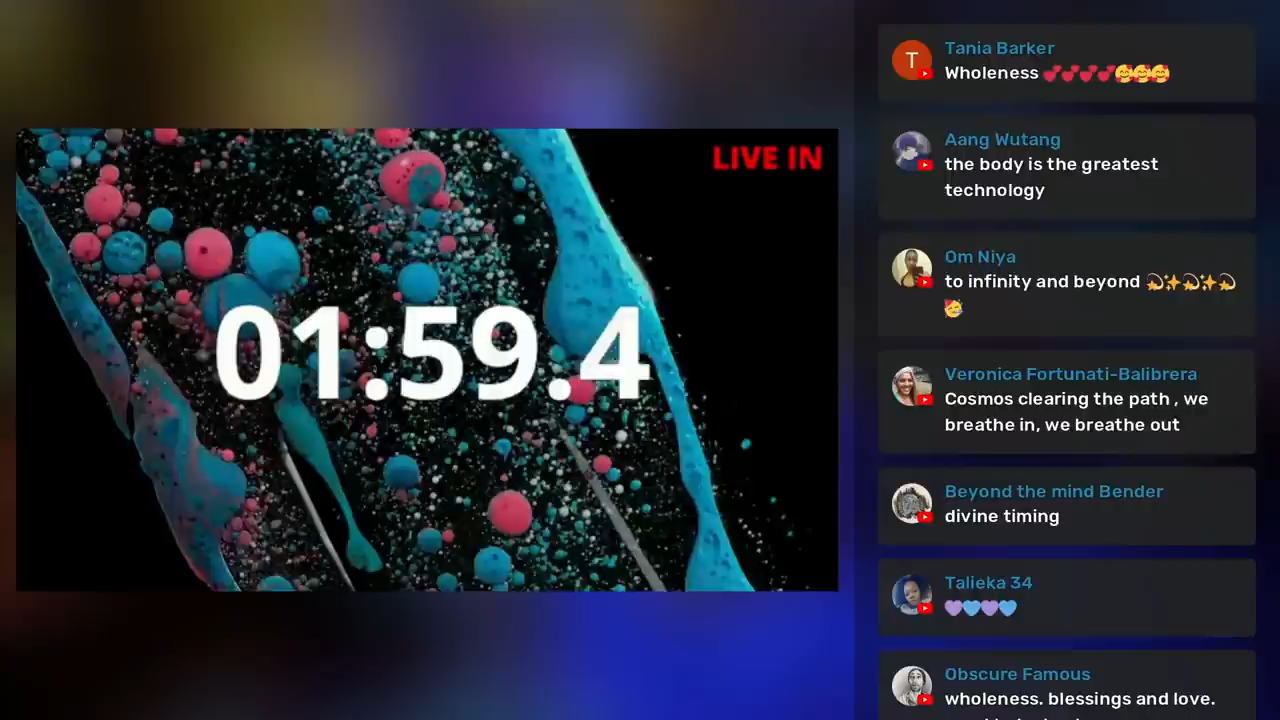 LIVE IN
01:59.4
Tania Barker
Wholeness 💕💕💕💕🥰🥰🥰
Aang Wutang
the body is the greatest
technology
Om Niya
to infinity and beyond 💫✨💫✨💫
🥳
Veronica Fortunati-Balibrera
Cosmos clearing the path , we
breathe in, we breathe out
Beyond the mind Bender
divine timing
Talieka 34
💜💙💜💙
Obscure Famous
wholeness. blessings and love.